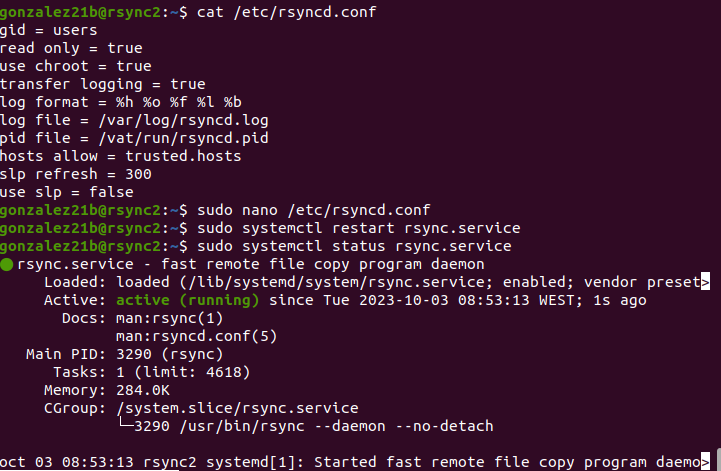 gonzalez21b@rsync2:~$ cat /etc/rsyncd.conf
gid = users
read only = true
use chroot = true
transfer logging = true
log format = %h %o %f %l %b
log file = /var/log/rsyncd.log
pid file = /vat/run/rsyncd.pid
hosts allow = trusted.hosts
slp refresh = 300
use slp = false
gonzalez21b@rsync2:~$ sudo nano /etc/rsyncd.conf
gonzalez21b@rsync2:~$ sudo systemctl restart rsync.service
gonzalez21b@rsync2:~$ sudo systemctl status rsync.service
● rsync.service - fast remote file copy program daemon
Loaded: loaded (/lib/systemd/system/rsync.service; enabled; vendor preset>
Active: active (running) since Tue 2023-10-03 08:53:13 WEST; 1s ago
Docs: man:rsync(1)
man:rsyncd.conf(5)
Main PID: 3290 (rsync)
Tasks: 1 (limit: 4618)
Memory: 284.0K
CGroup: /system.slice/rsync.service
└─3290 /usr/bin/rsync --daemon --no-detach
oct 03 08:53:13 rsync2 systemd[1]: Started fast remote file copy program daemo>